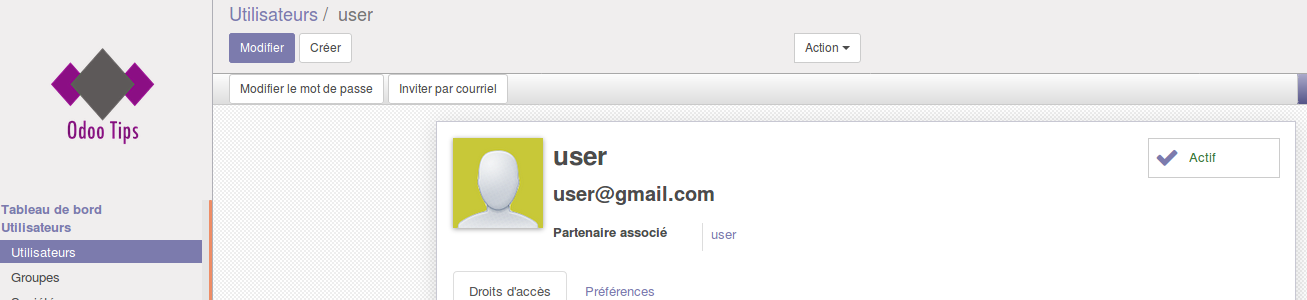 Utilisateurs / user
Modifier Créer Action
Modifier le mot de passe Inviter par courriel
Odoo Tips
Tableau de bord
Utilisateurs
Utilisateurs
Groupes
user
user@gmail.com
Partenaire associé user
Actif
Droits d'accès Préférences